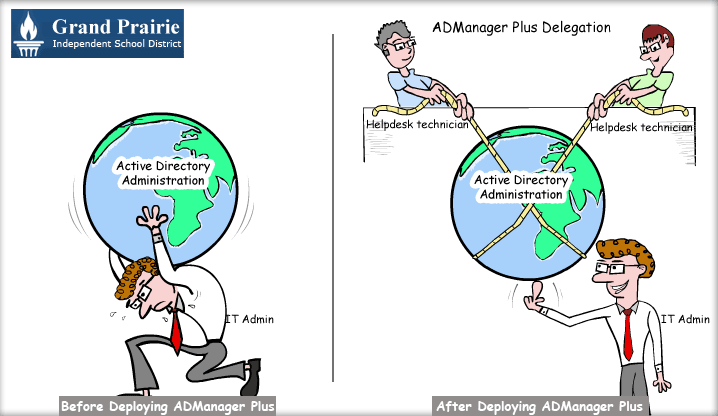 Grand Prairie
Independent School District
Active Directory
Administration
IT Admin
Before Deploying ADManager Plus
ADManager Plus Delegation
Helpdesk technician
Helpdesk technician
Active Directory
Administration
IT Admin
After Deploying ADManager Plus